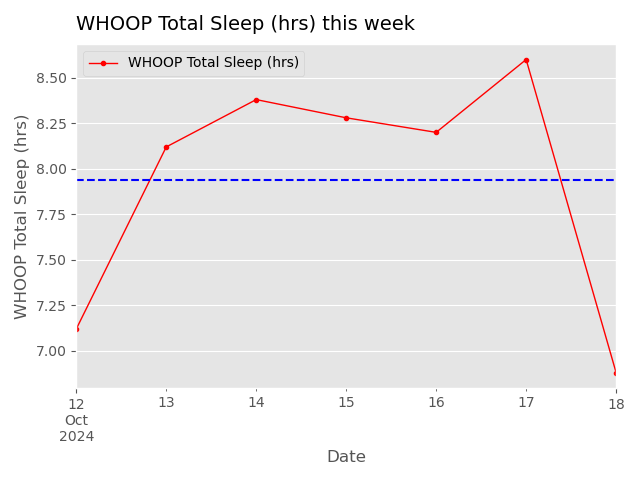 WHOOP Total Sleep (hrs) this week
WHOOP Total Sleep (hrs)
WHOOP Total Sleep (hrs)
8.50
8.25
8.00
7.75
7.50
7.25
7.00
12 13 14 15 16 17 18
Oct
2024
Date